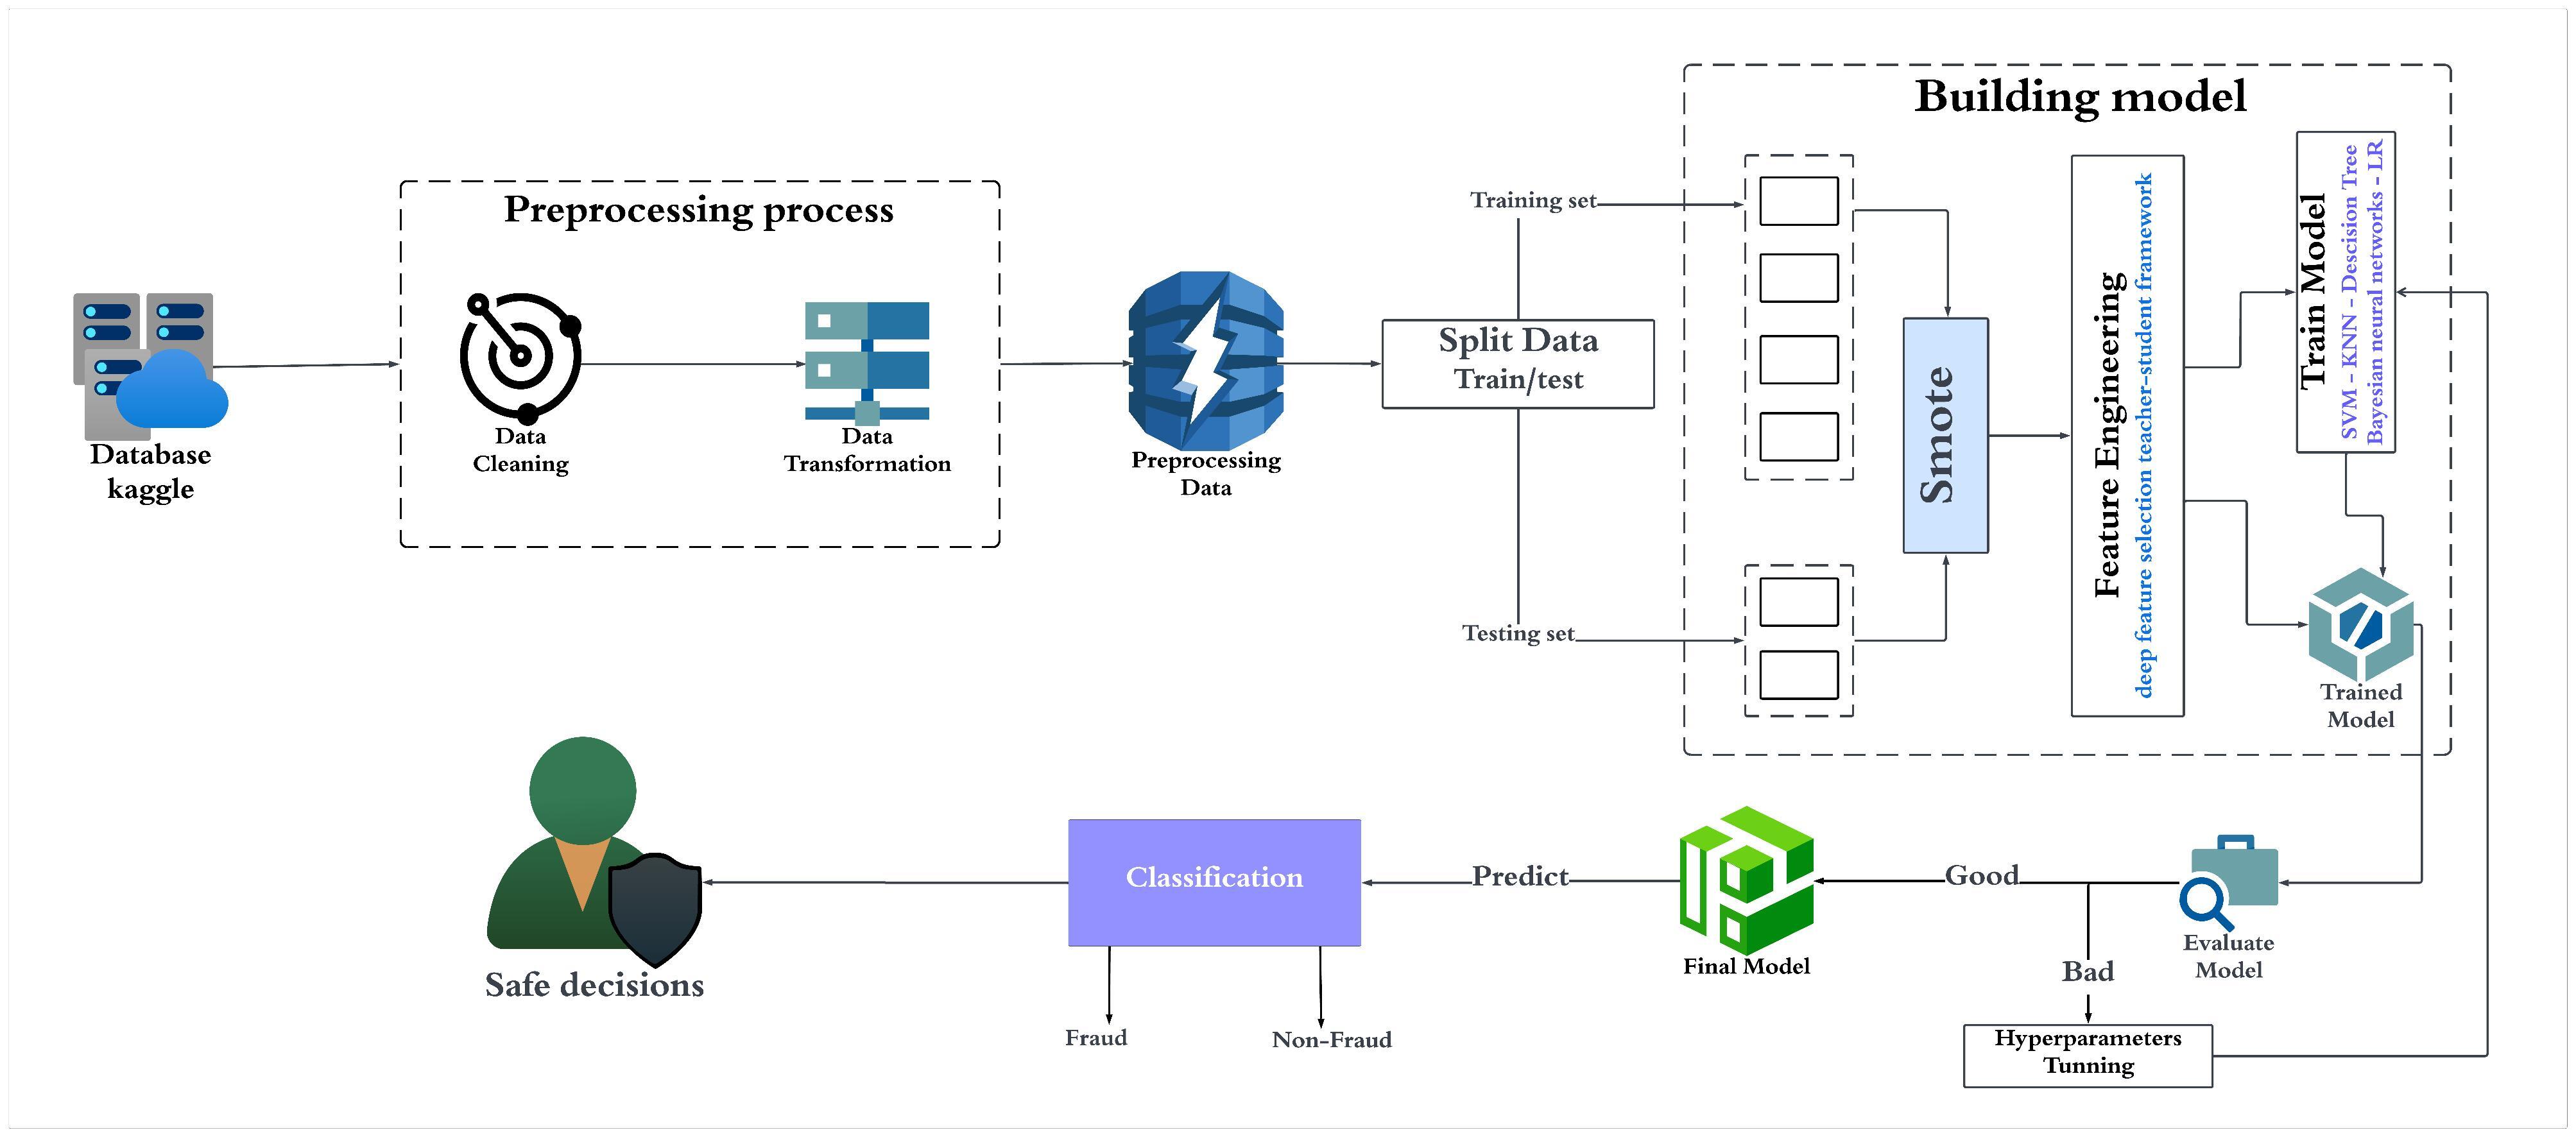 Building model
Preprocessing process
Database
kaggle
Data
Cleaning
Data
Transformation
Preprocessing
Data
Training set
Split Data
Train/test
Testing set
Smote
Feature Engineering
deep feature selection teacher-student framework
Train Model
SVM - KNN - Descision Tree
Bayesian neural networks - LR
Trained
Model
Evaluate
Model
Good
Bad
Hyperparameters
Tunning
Final Model
Predict
Classification
Fraud
Non-Fraud
Safe decisions